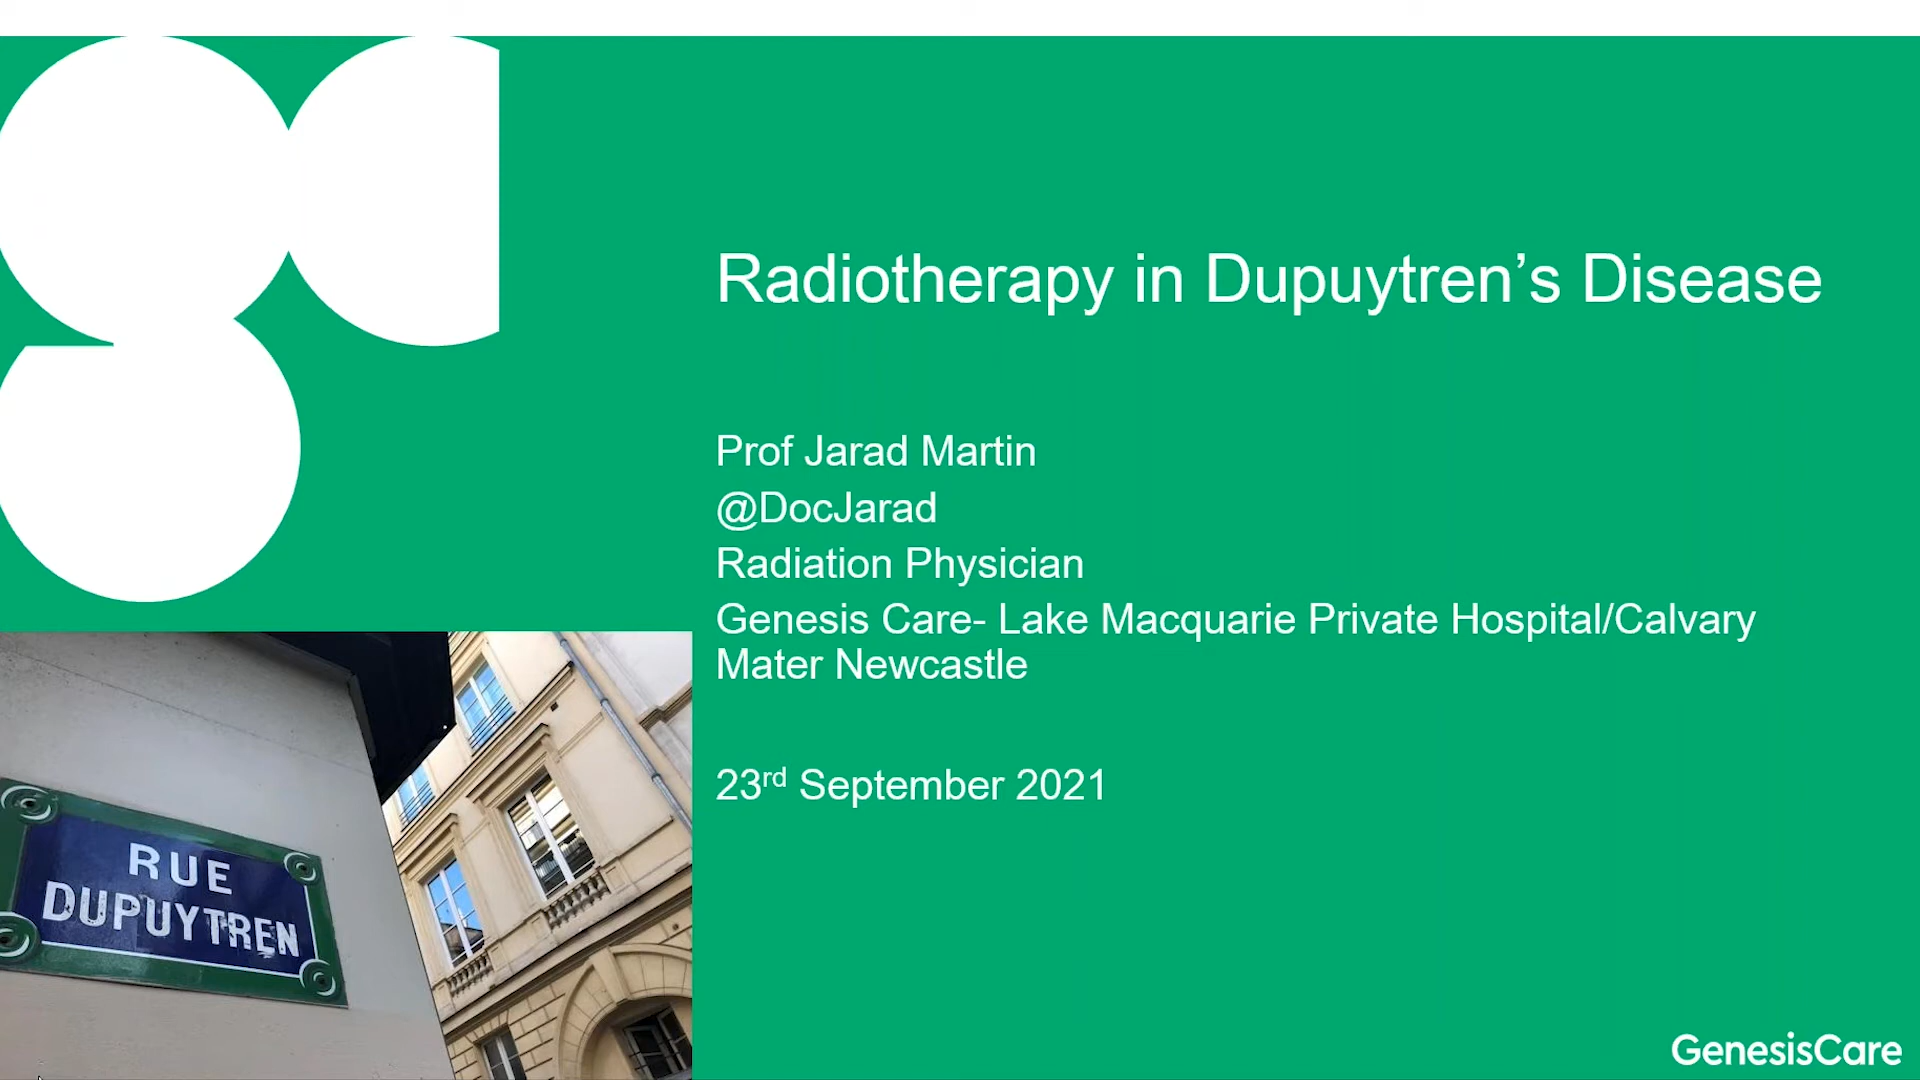 Radiotherapy in Dupuytren’s Disease
Prof Jarad Martin
@DocJarad
Radiation Physician
Genesis Care- Lake Macquarie Private Hospital/Calvary
Mater Newcastle
23rd September 2021
RUE
DUPUYTREN
GenesisCare